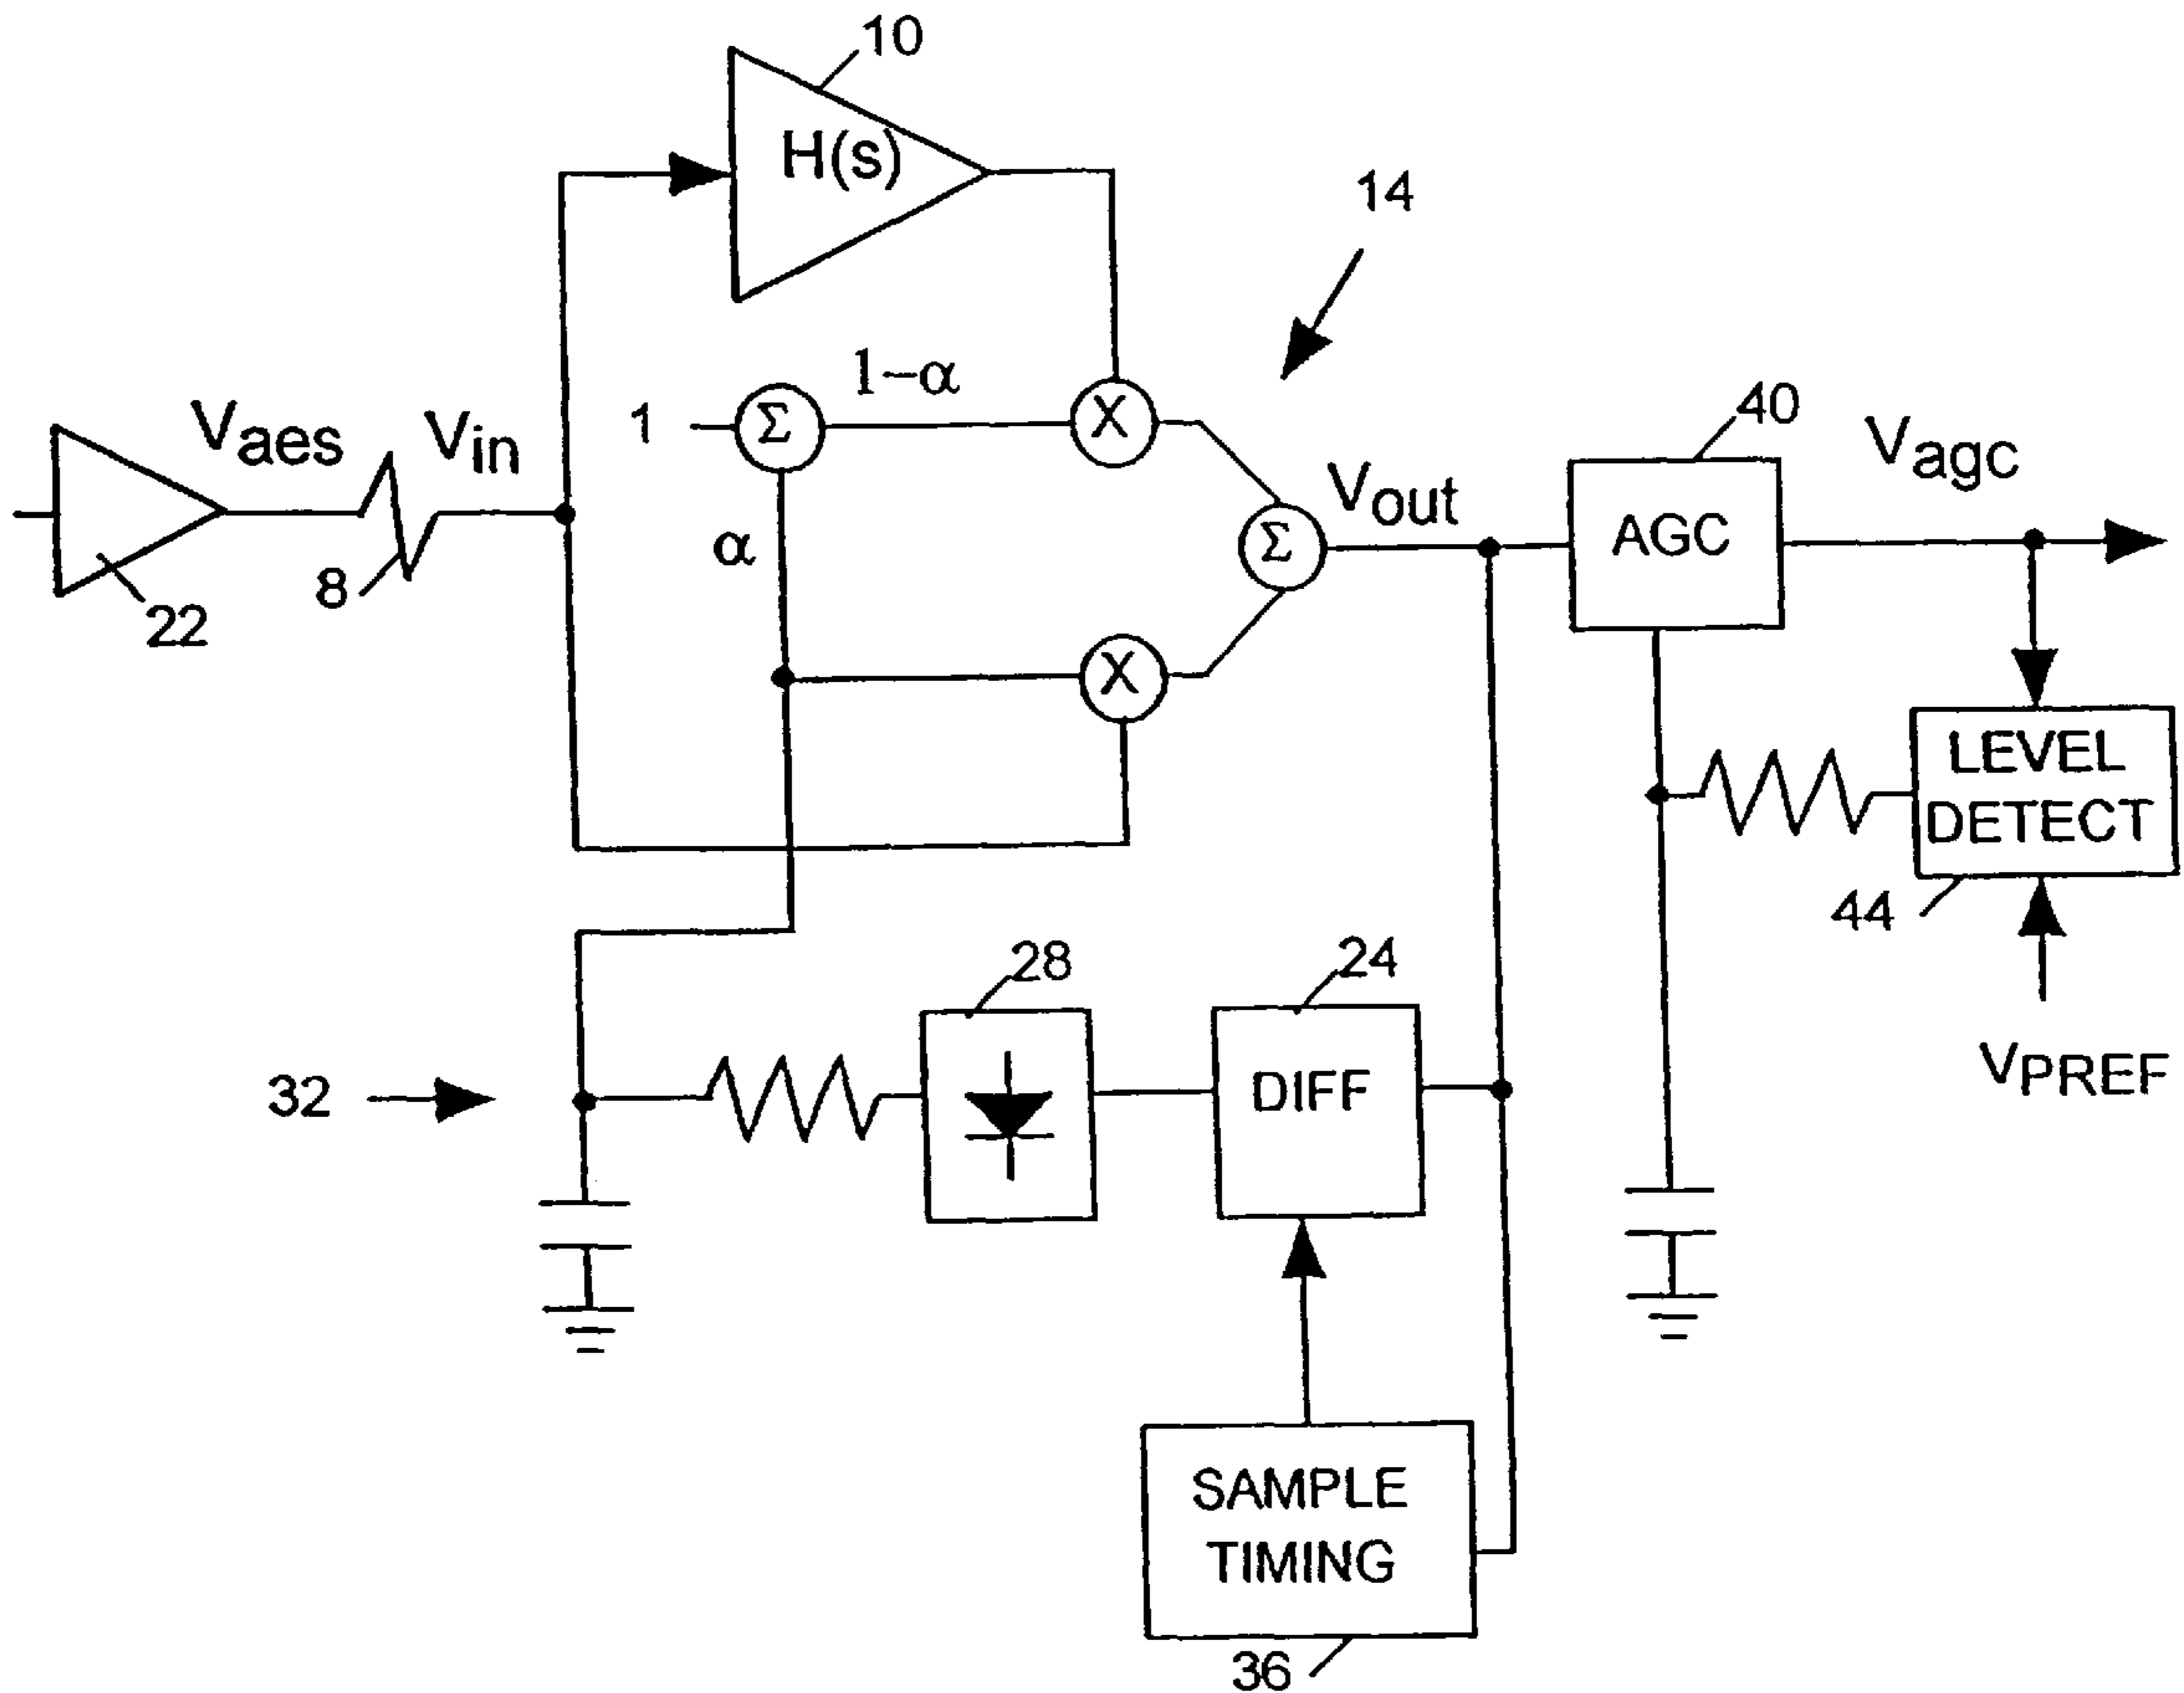 10
H(s)
14
1–α
1
Σ
X
40
Vaes
Vin
Vagc
Vout
AGC
α
Σ
8
22
X
LEVEL
DETECT
44
28
24
32
DIFF
VPREF
SAMPLE
TIMING
36